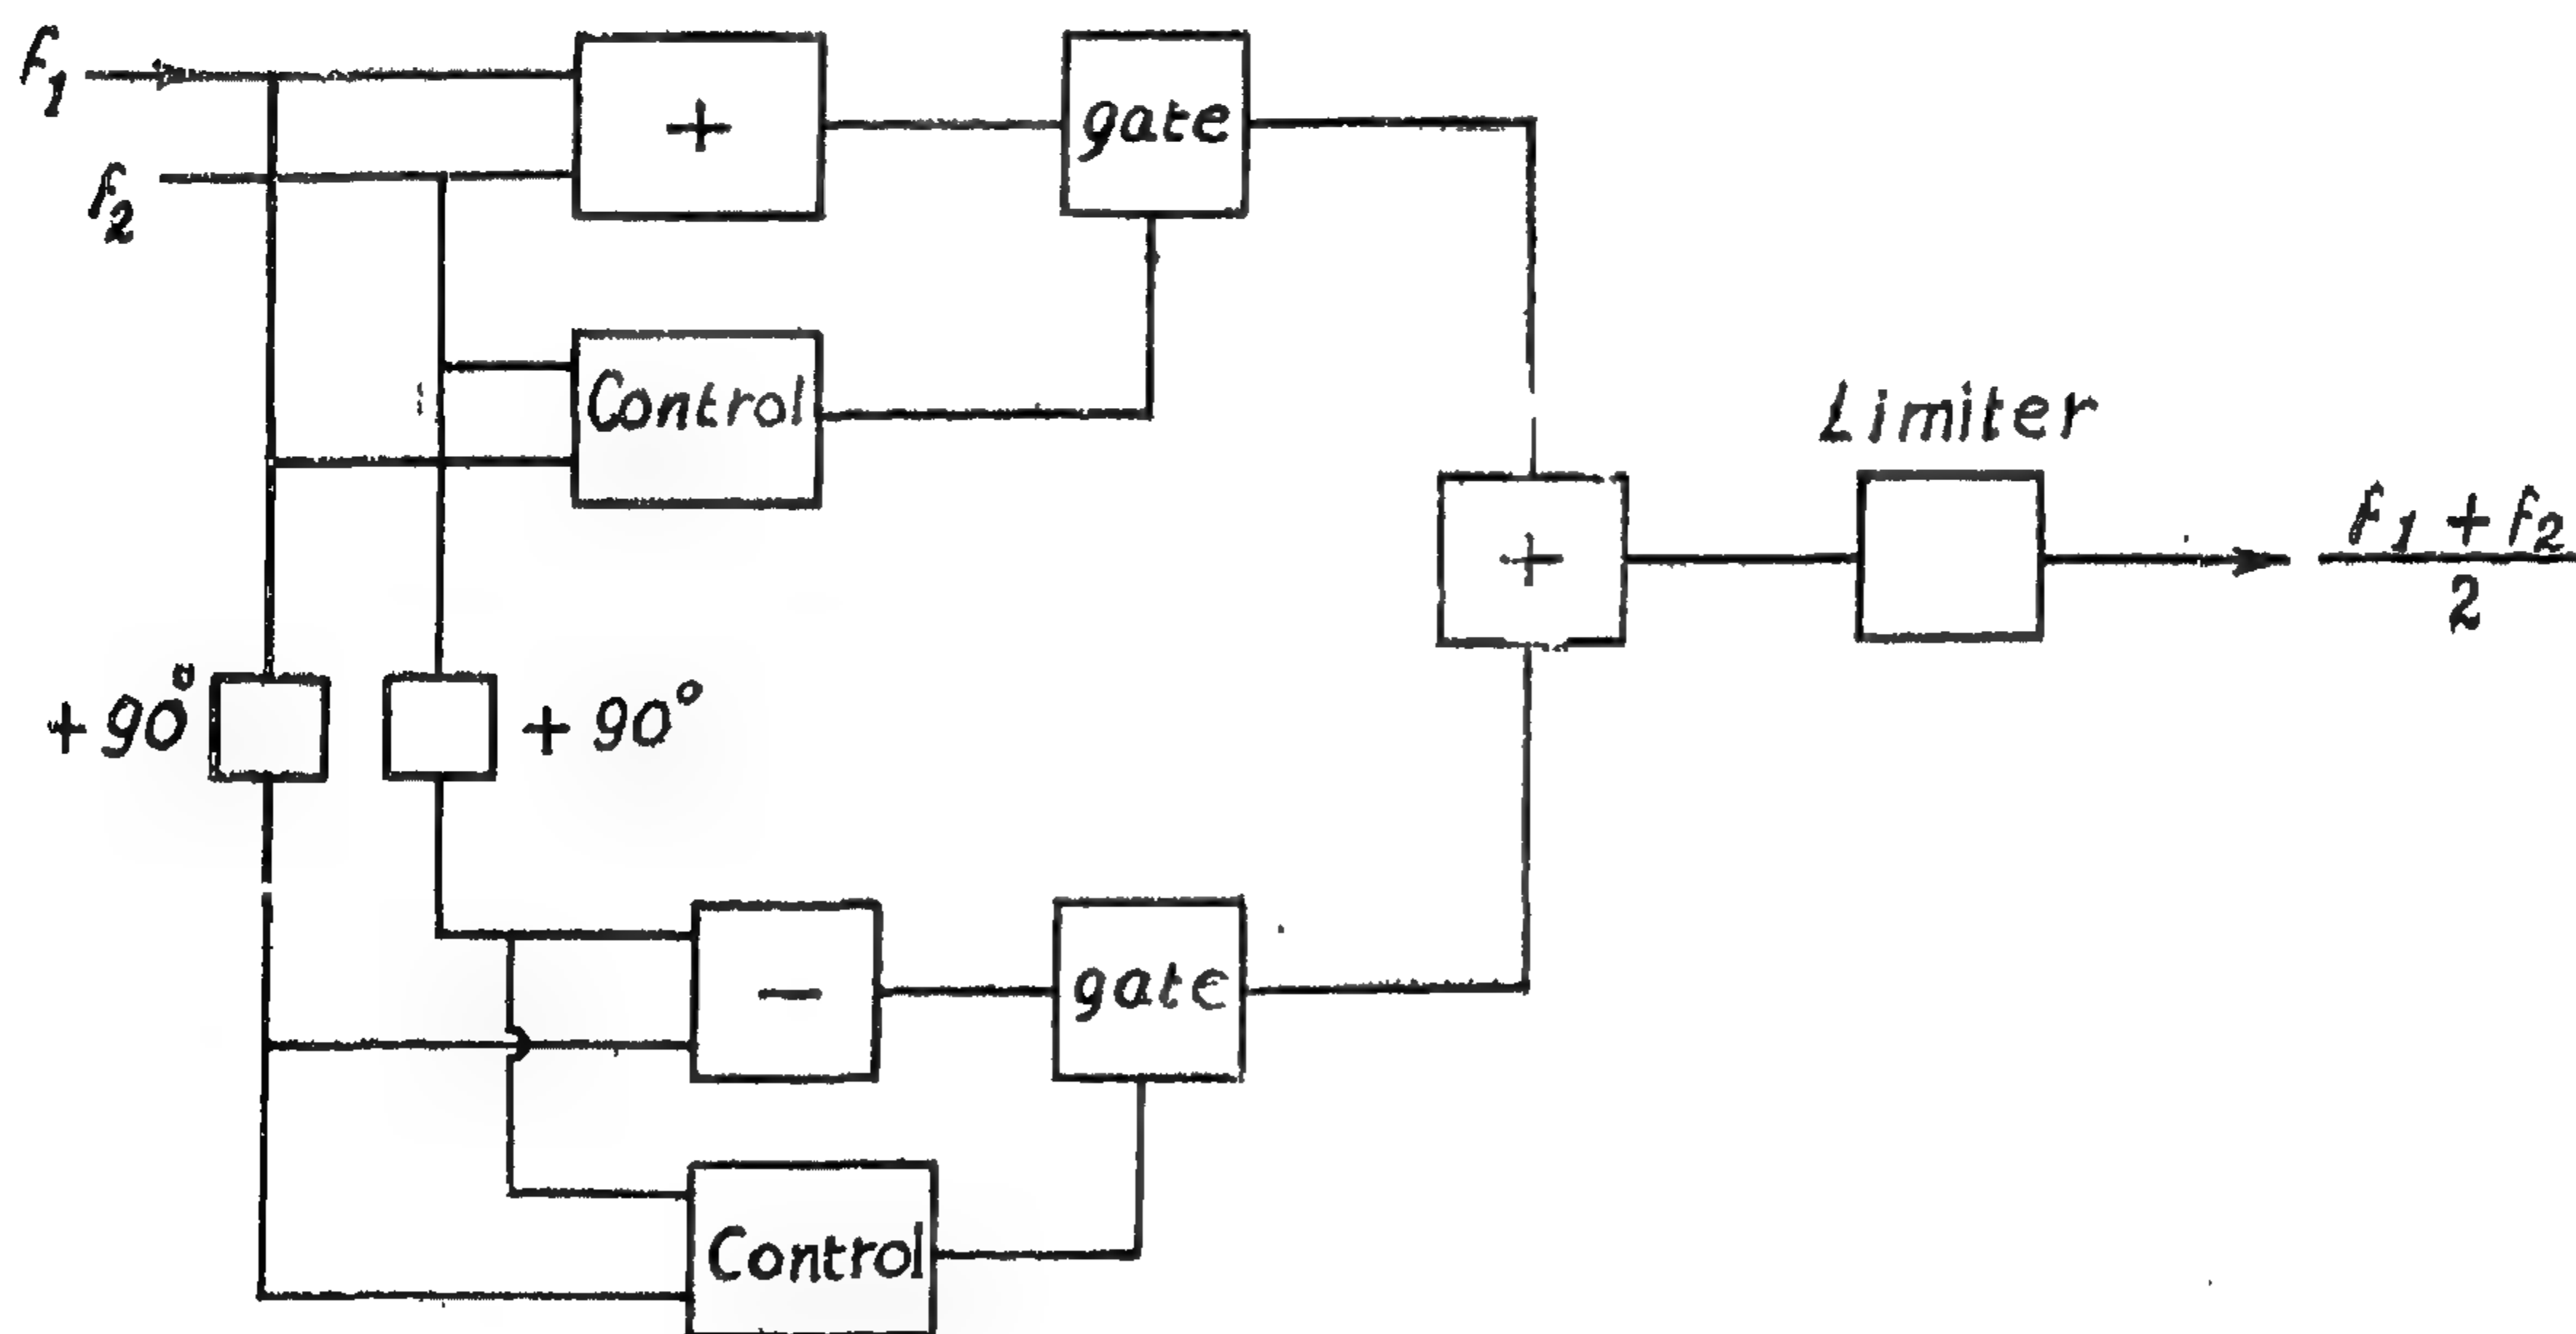 f₁
+
gate
f₂
Control
Limiter
+
f₁ + f₂
2
+ 90°
+ 90°
−
gate
Control